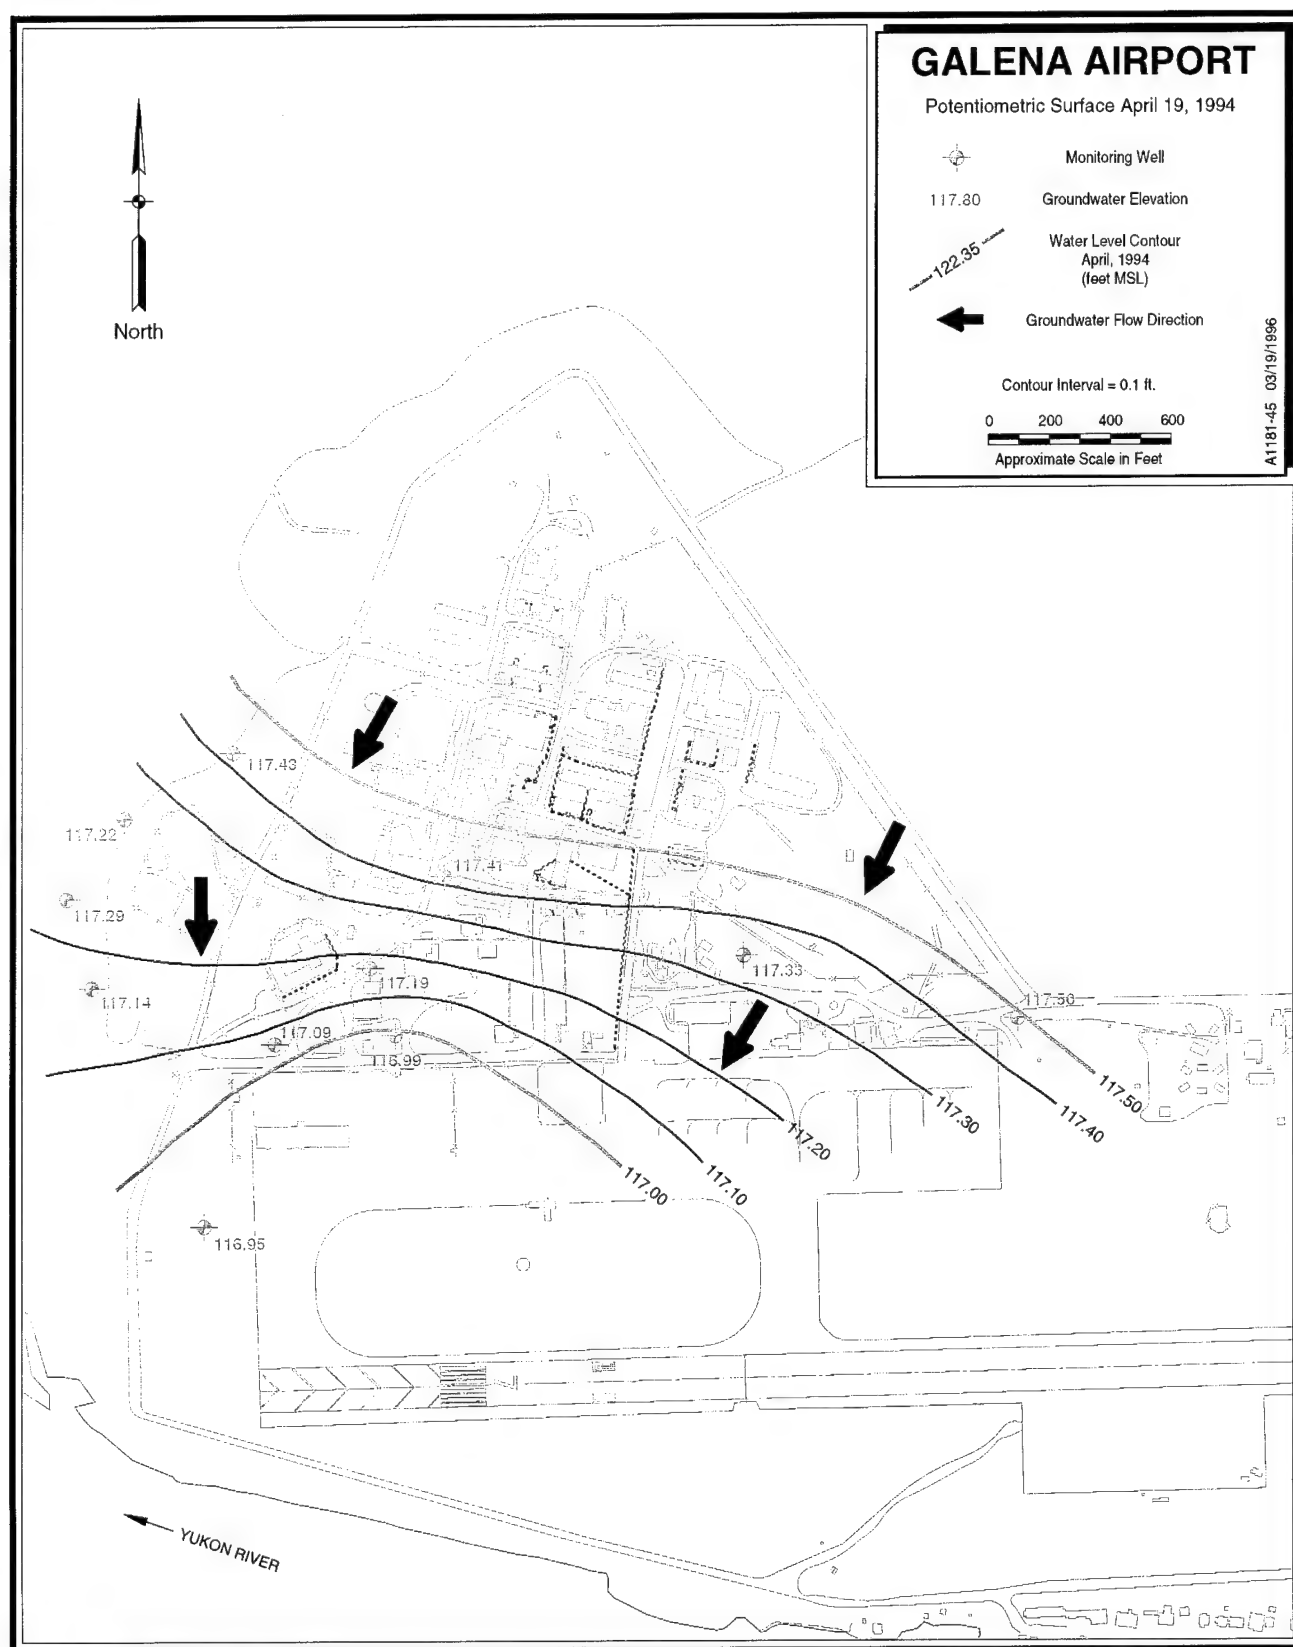 GALENA AIRPORT
Potentiometric Surface April 19, 1994
Monitoring Well
117.80
Groundwater Elevation
122.35
Water Level Contour
April, 1994
(feet MSL)
Groundwater Flow Direction
Contour Interval = 0.1 ft.
0 200 400 600
Approximate Scale in Feet
A1181-45 03/19/1996
North
117.43
117.22
117.41
117.29
117.33
117.19
117.14
117.50
117.09
116.99
117.50
117.40
117.30
117.20
117.10
117.00
116.95
YUKON RIVER